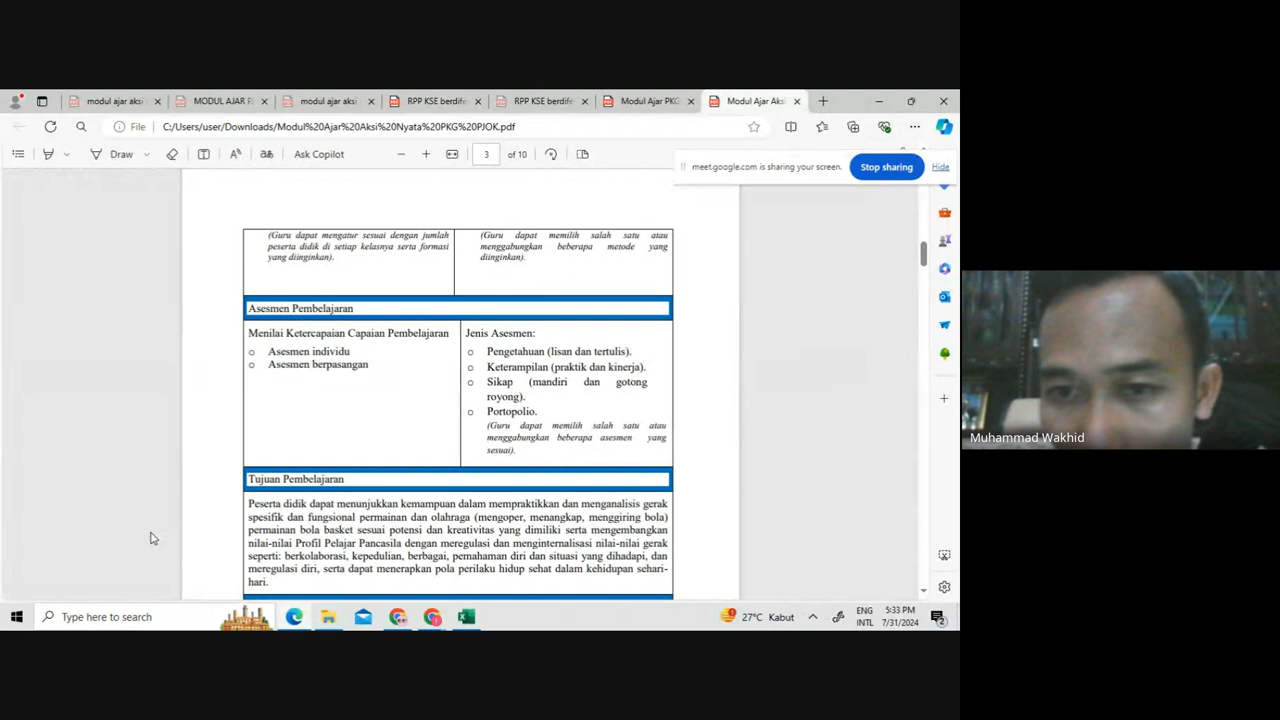 modul ajar aksi
MODUL AJAR P
modul ajar aksi
RPP KSE berdife
RPP KSE berdife
Modul Ajar PKG
Modul Ajar Aks
File
C:/Users/user/Downloads/Modul%20Ajar%20Aksi%20Nyata%20PKG%20PJOK.pdf
Draw
Ask Copilot
3 of 10
meet.google.com is sharing your screen.
Stop sharing
Hide
(Guru dapat mengatur sesuai dengan jumlah
peserta didik di setiap kelasnya serta formasi
yang diinginkan).
(Guru dapat memilih salah satu atau
menggabungkan beberapa metode yang
diinginkan).
Asesmen Pembelajaran
Menilai Ketercapaian Capaian Pembelajaran
o Asesmen individu
o Asesmen berpasangan
Jenis Asesmen:
o Pengetahuan (lisan dan tertulis).
o Keterampilan (praktik dan kinerja).
o Sikap (mandiri dan gotong
royong).
o Portopolio.
(Guru dapat memilih salah satu atau
menggabungkan beberapa asesmen yang
sesuai).
Tujuan Pembelajaran
Peserta didik dapat menunjukkan kemampuan dalam mempraktikkan dan menganalisis gerak
spesifik dan fungsional permainan dan olahraga (mengoper, menangkap, menggiring bola)
permainan bola basket sesuai potensi dan kreativitas yang dimiliki serta mengembangkan
nilai-nilai Profil Pelajar Pancasila dengan meregulasi dan menginternalisasi nilai-nilai gerak
seperti: berkolaborasi, kepedulian, berbagai, pemahaman diri dan situasi yang dihadapi, dan
meregulasi diri, serta dapat menerapkan pola perilaku hidup sehat dalam kehidupan sehari-
hari.
Muhammad Wakhid
Type here to search
27°C Kabut
ENG
INTL
5:33 PM
7/31/2024
2